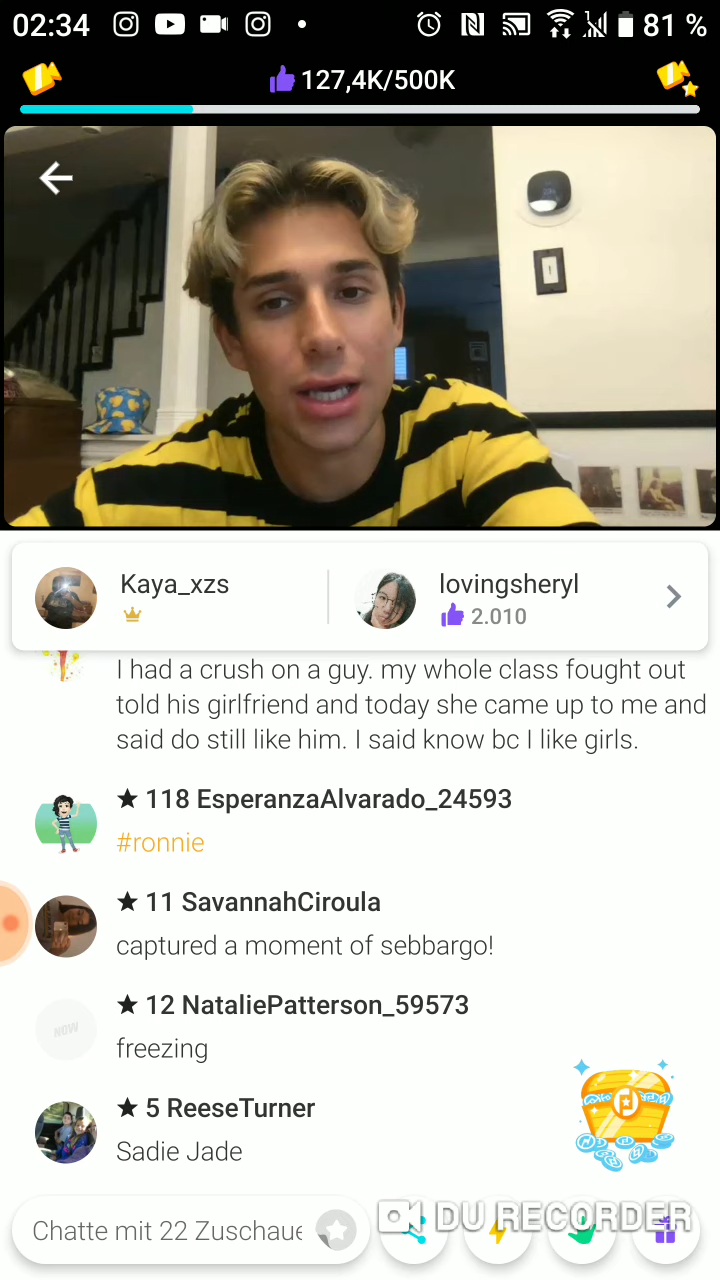 02:34
81 %
127,4K/500K
Kaya_xzs
lovingsheryl
2.010
I had a crush on a guy. my whole class fought out
told his girlfriend and today she came up to me and
said do still like him. I said know bc I like girls.
★ 118 EsperanzaAlvarado_24593
#ronnie
★ 11 SavannahCiroula
captured a moment of sebbargo!
★ 12 NataliePatterson_59573
NOW
freezing
★ 5 ReeseTurner
Sadie Jade
Chatte mit 22 Zuschaue
DU RECORDER